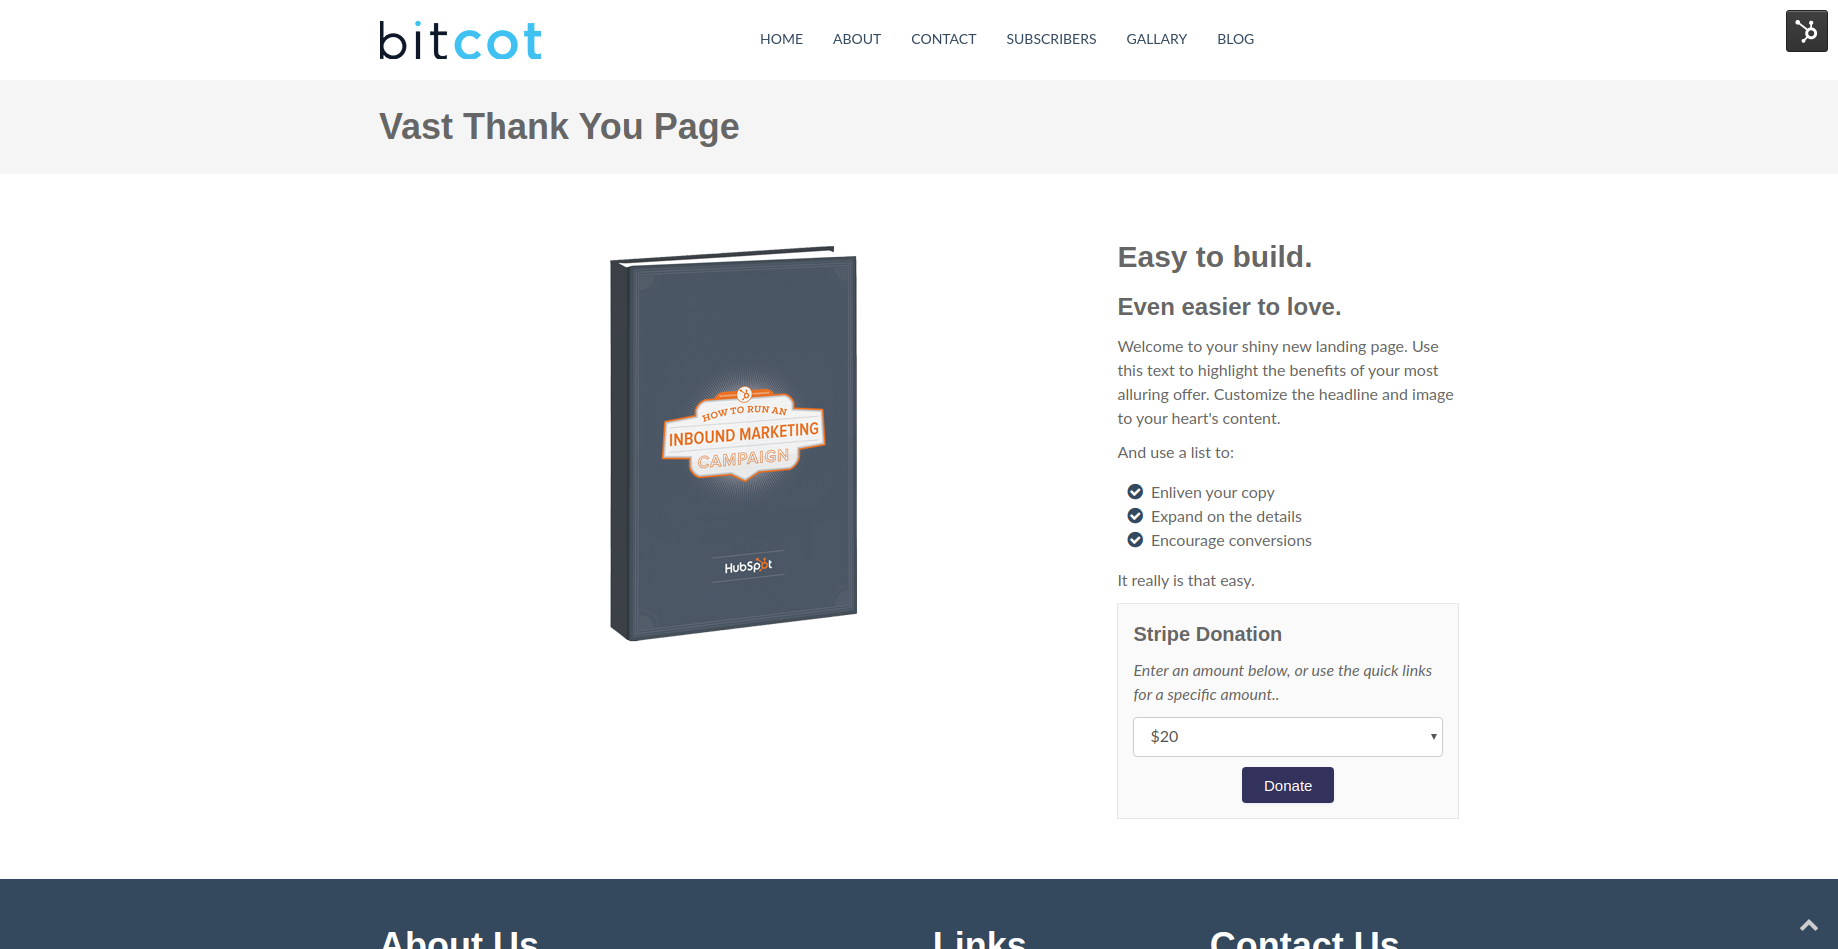 bitcot
HOME ABOUT CONTACT SUBSCRIBERS GALLARY BLOG
Vast Thank You Page
HOW TO RUN AN
INBOUND MARKETING
CAMPAIGN
HubSpot
Easy to build.
Even easier to love.
Welcome to your shiny new landing page. Use
this text to highlight the benefits of your most
alluring offer. Customize the headline and image
to your heart's content.
And use a list to:
Enliven your copy
Expand on the details
Encourage conversions
It really is that easy.
Stripe Donation
Enter an amount below, or use the quick links
for a specific amount..
$20
Donate
About Us Links Contact Us